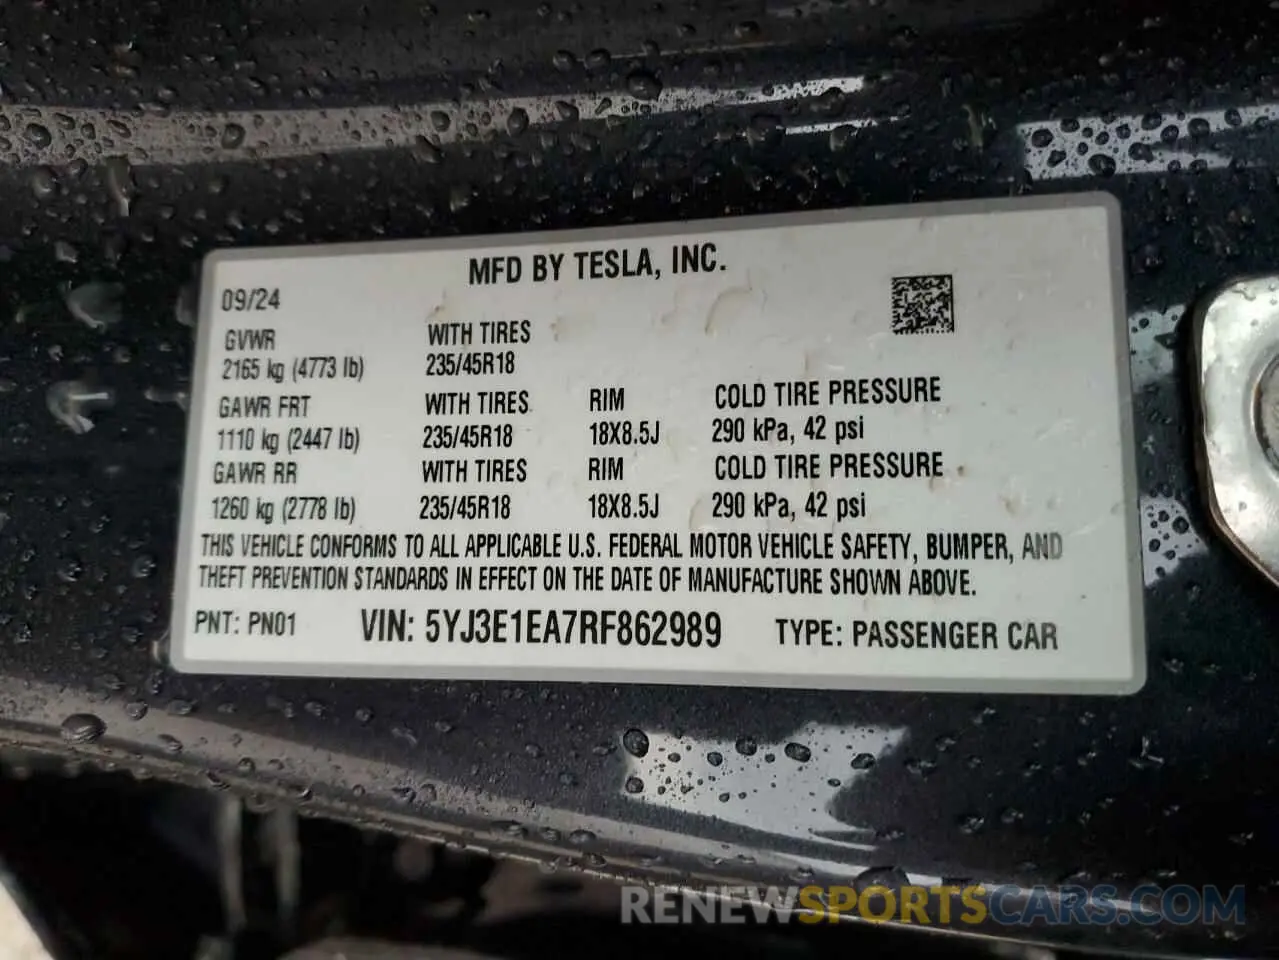 MFD BY TESLA, INC.
09/24
GVWR WITH TIRES
2165 kg (4773 lb) 235/45R18
GAWR FRT WITH TIRES RIM COLD TIRE PRESSURE
1110 kg (2447 lb) 235/45R18 18X8.5J 290 kPa, 42 psi
GAWR RR WITH TIRES RIM COLD TIRE PRESSURE
1260 kg (2778 lb) 235/45R18 18X8.5J 290 kPa, 42 psi
THIS VEHICLE CONFORMS TO ALL APPLICABLE U.S. FEDERAL MOTOR VEHICLE SAFETY, BUMPER, AND
THEFT PREVENTION STANDARDS IN EFFECT ON THE DATE OF MANUFACTURE SHOWN ABOVE.
PNT: PN01 VIN: 5YJ3E1EA7RF862989 TYPE: PASSENGER CAR
RENEWSPORTSCARS.COM